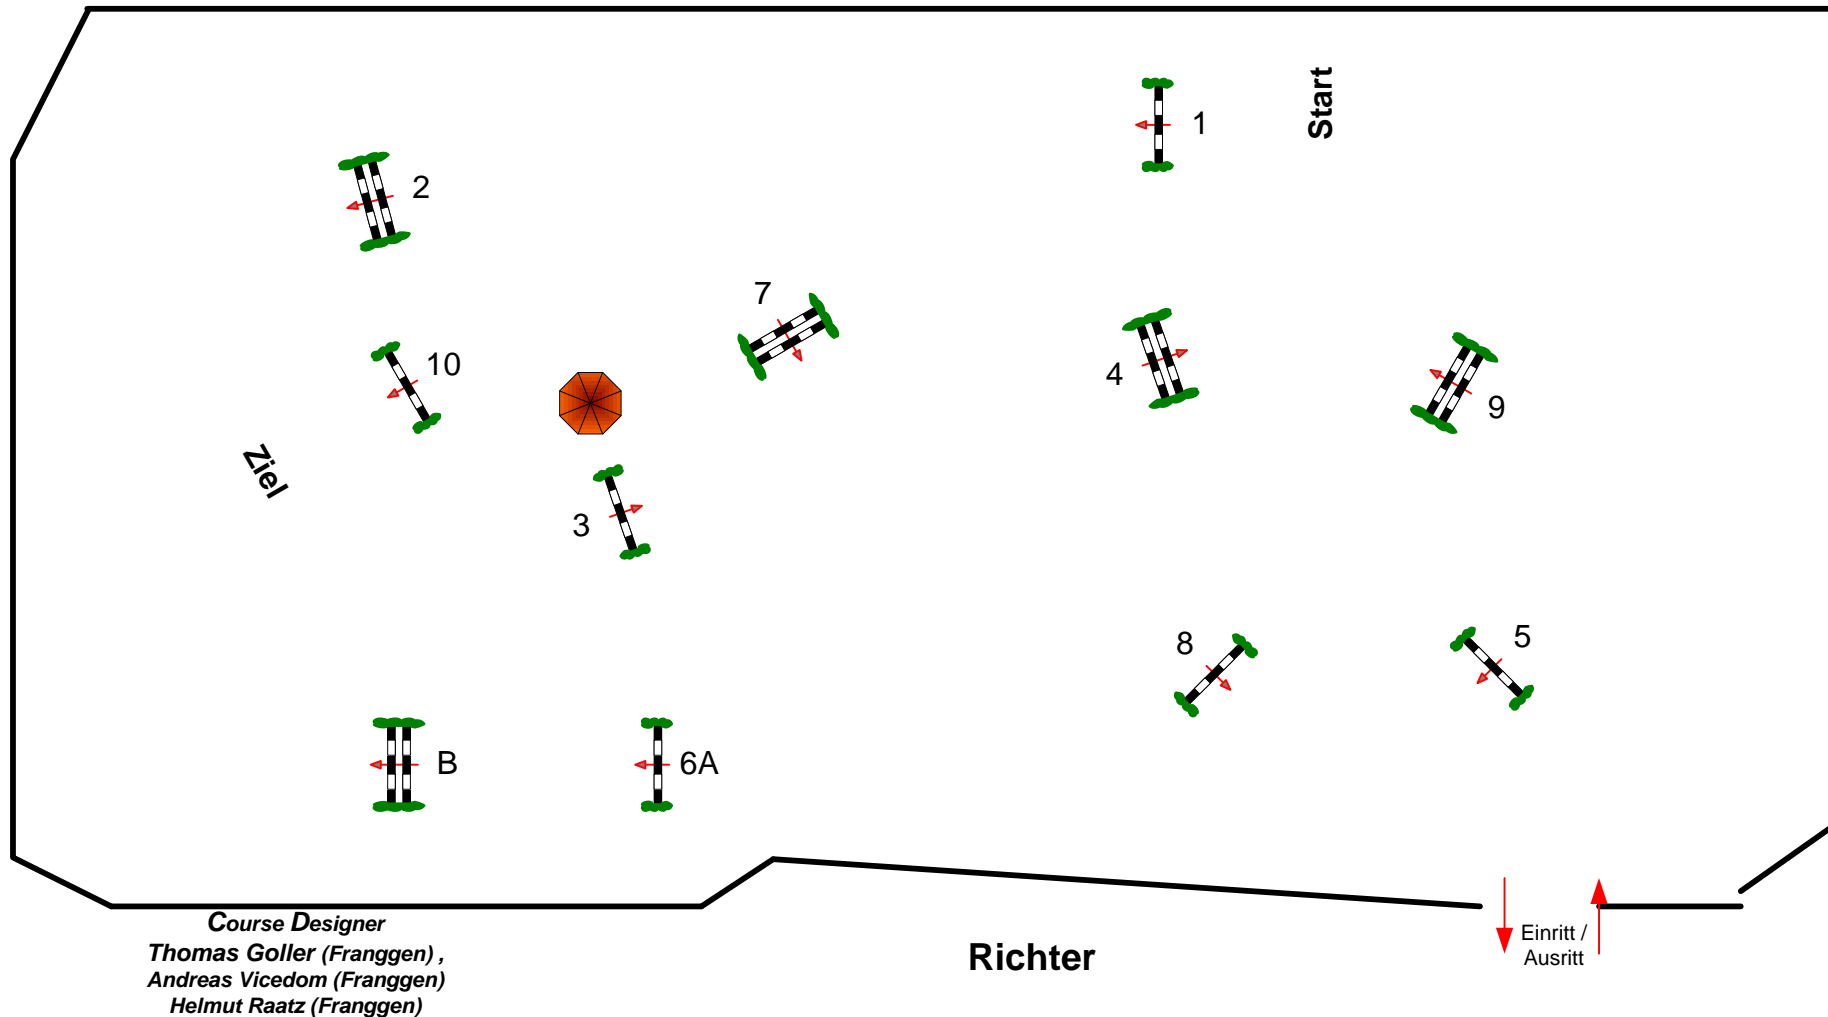 Start
1
2
7
10
4
9
Ziel
3
8
5
B
6A
Course Designer
Thomas Goller (Franggen) ,
Andreas Vicedom (Franggen)
Helmut Raatz (Franggen)
Richter
Einritt /
Ausritt